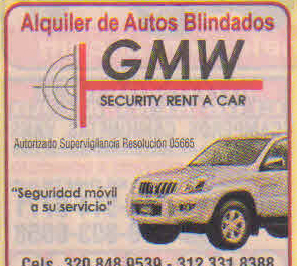 Alquiler de Autos Blindados
GMW
SECURITY RENT A CAR
Autorizado Supervigilancia Resolución 05665
"Seguridad móvil
a su servicio"
Cels. 320 848 9539 - 312 331 8388